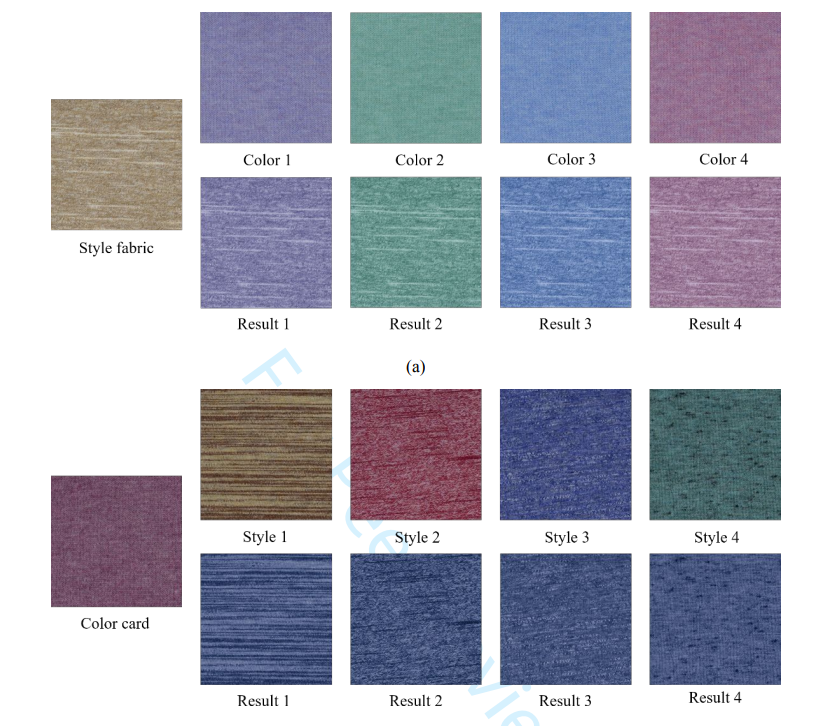 Color 1 Color 2 Color 3 Color 4
Style fabric
Result 1 Result 2 Result 3 Result 4
(a)
Style 1 Style 2 Style 3 Style 4
Color card
Result 1 Result 2 Result 3 Result 4